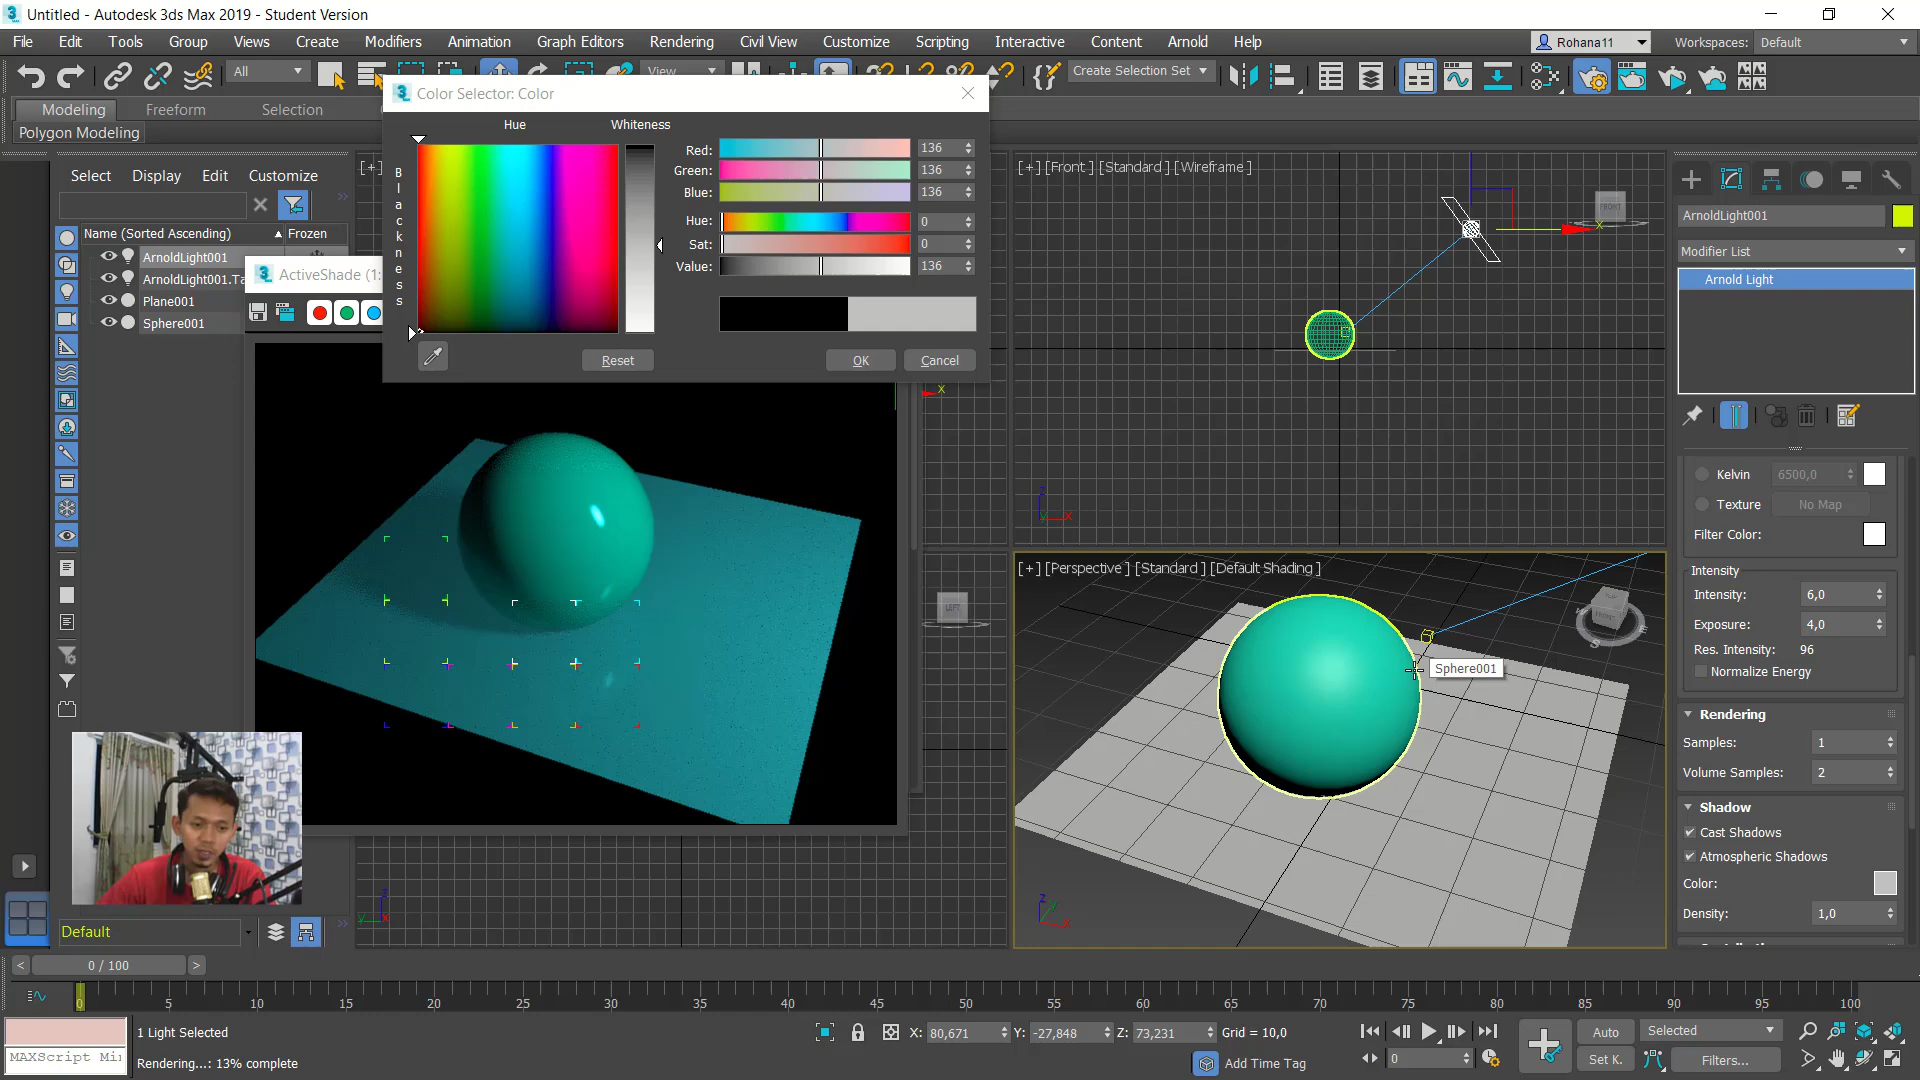 Untitled - Autodesk 3ds Max 2019 - Student Version
File Edit Tools Group Views Create Modifiers Animation Graph Editors Rendering Civil View Customize Scripting Interactive Content Arnold Help
Rohana11 Workspaces: Default
All View Create Selection Set
Modeling Freeform Selection
Polygon Modeling
Color Selector: Color
Hue Whiteness
Blackness
Red: 136
Green: 136
Blue: 136
Hue: 0
Sat: 0
Value: 136
Reset OK Cancel
Select Display Edit Customize
Name (Sorted Ascending) Frozen
ArnoldLight001
ArnoldLight001.Ta
Plane001
Sphere001
ActiveShade (1:
[+]
[+] [Front ] [Standard ] [Wireframe ]
FRONT
LEFT
[+] [Perspective ] [Standard ] [Default Shading ]
Sphere001
ArnoldLight001
Modifier List
Arnold Light
Kelvin 6500,0
Texture No Map
Filter Color:
Intensity
Intensity: 6,0
Exposure: 4,0
Res. Intensity: 96
Normalize Energy
Rendering
Samples: 1
Volume Samples: 2
Shadow
Cast Shadows
Atmospheric Shadows
Color:
Density: 1,0
Default
< 0 / 100 >
0 5 10 15 20 25 30 35 40 45 50 55 60 65 70 75 80 85 90 95 100
1 Light Selected
X: 80,671 Y: -27,848 Z: 73,231 Grid = 10,0
Auto Selected
MAXScript Mi
Rendering...: 13% complete
Add Time Tag
0
Set K. Filters...